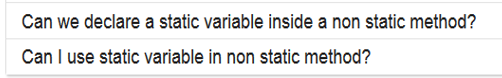 Can we declare a static variable inside a non static method?
Can I use static variable in non static method?